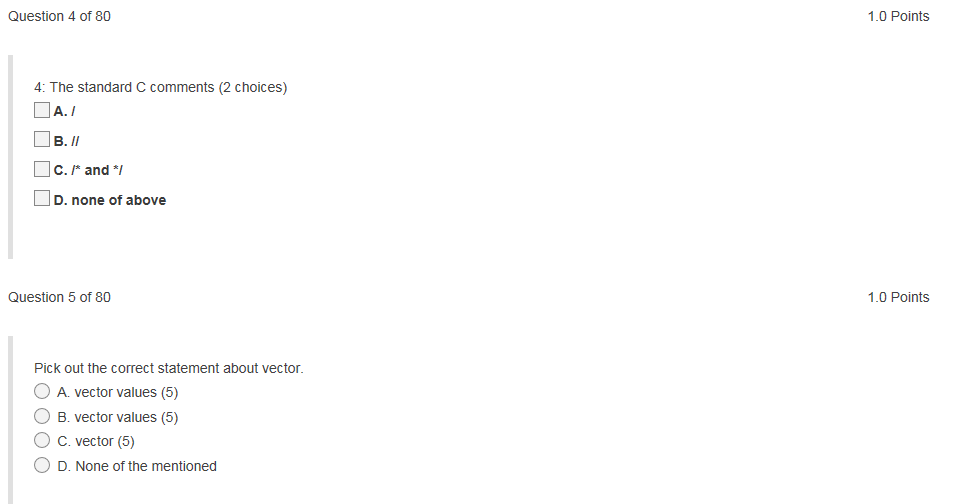 Question 4 of 80 1.0 Points
4: The standard C comments (2 choices)
A. /
B. //
C. /* and */
D. none of above
Question 5 of 80 1.0 Points
Pick out the correct statement about vector.
A. vector values (5)
B. vector values (5)
C. vector (5)
D. None of the mentioned